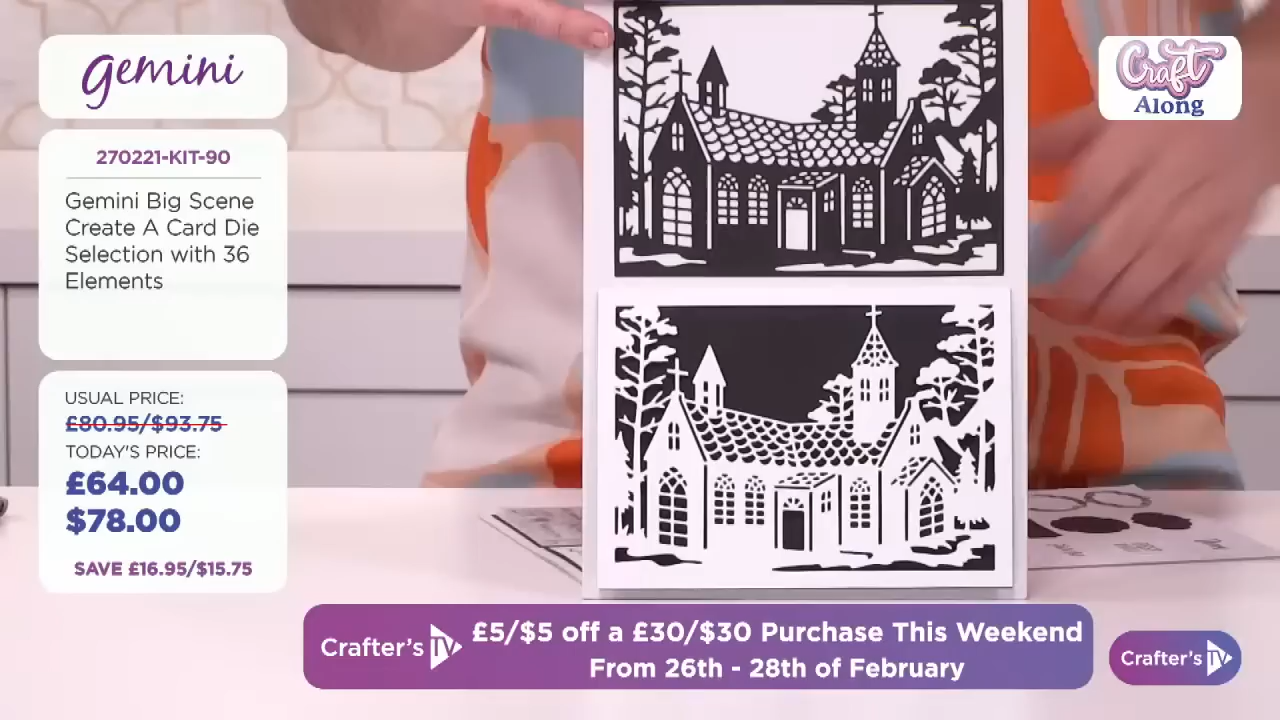 gemini
270221-KIT-90
Gemini Big Scene
Create A Card Die
Selection with 36
Elements
USUAL PRICE:
£80.95/$93.75
TODAY'S PRICE:
£64.00
$78.00
SAVE £16.95/$15.75
Craft
Along
Crafter's TV
£5/$5 off a £30/$30 Purchase This Weekend
From 26th - 28th of February
Crafter's TV